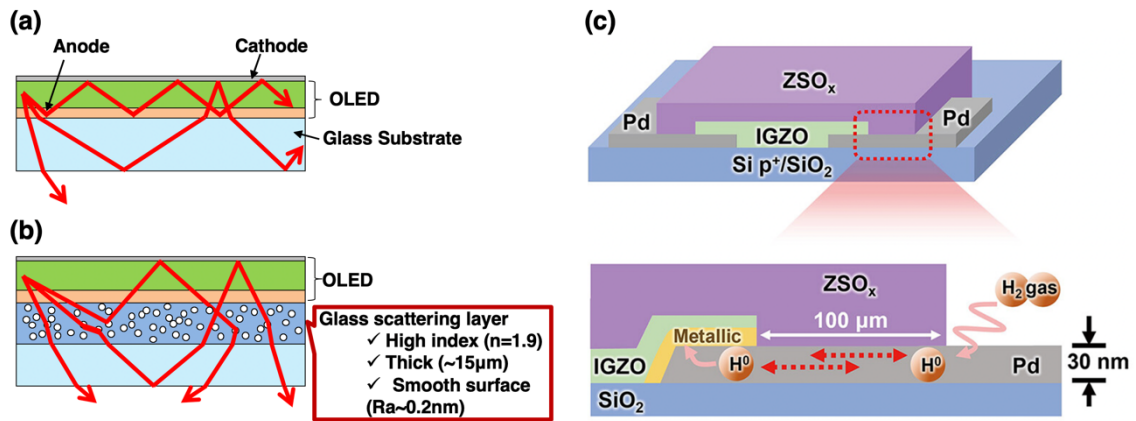 (a)
Anode
Cathode
OLED
Glass Substrate
(b)
OLED
Glass scattering layer
✓ High index (n=1.9)
✓ Thick (~15μm)
✓ Smooth surface
(Ra~0.2nm)
(c)
ZSOₓ
Pd
IGZO
Pd
Si p⁺/SiO₂
ZSOₓ
H₂ gas
100 μm
Metallic
IGZO
H⁰
H⁰
Pd
30 nm
SiO₂